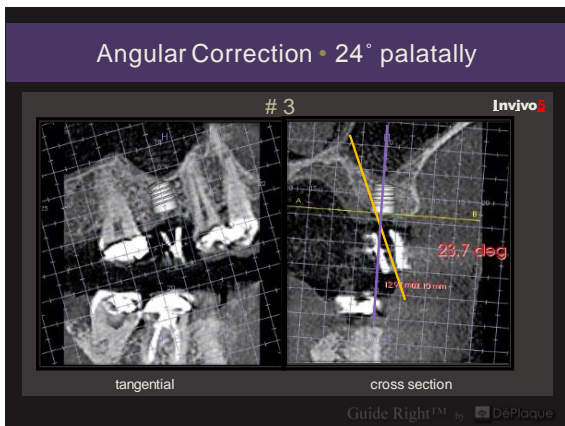 Angular Correction • 24˚ palatally
# 3
Invivo5
H
A
B
23.7 deg
tangential
cross section
Guide Right™ by DéPlaque